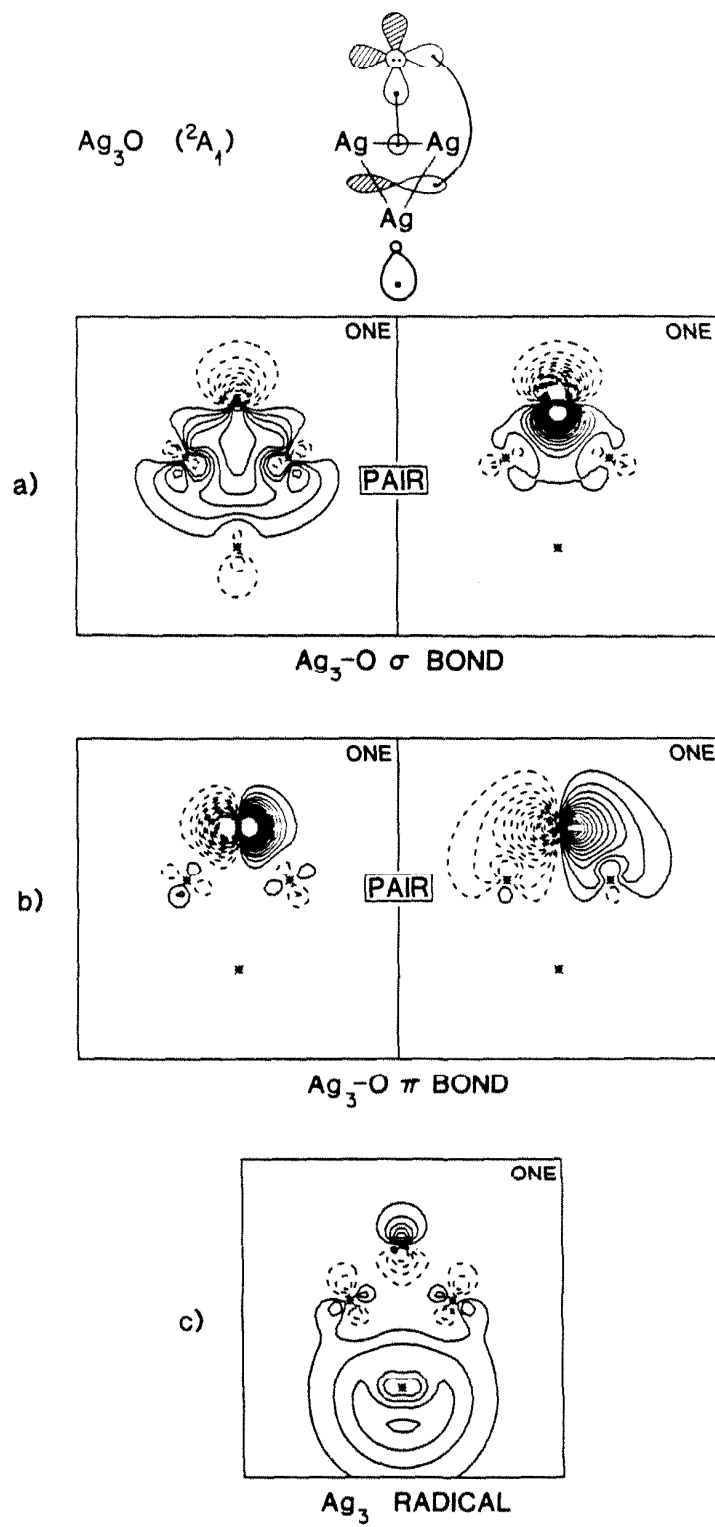 Ag₃O (²A₁)
Ag Ag
Ag
ONE ONE
a) PAIR
Ag₃-O σ BOND
ONE ONE
b) PAIR
Ag₃-O π BOND
ONE
c)
Ag₃ RADICAL